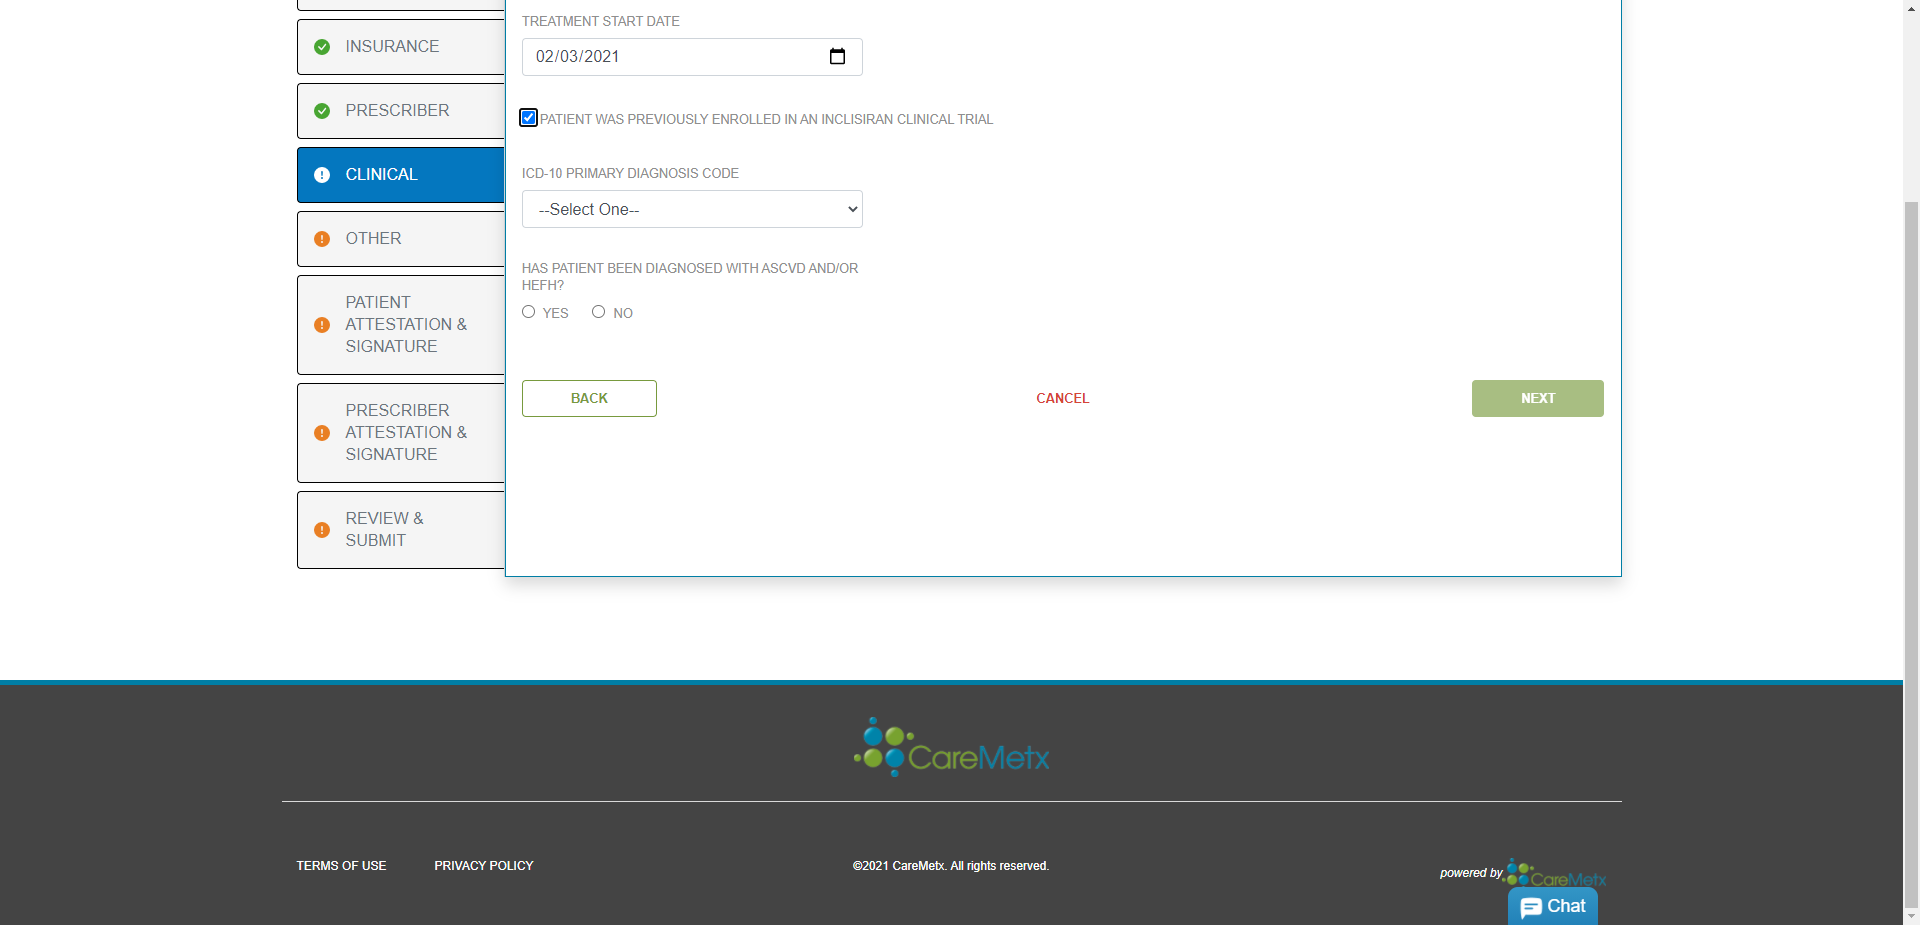 INSURANCE
PRESCRIBER
CLINICAL
OTHER
PATIENT
ATTESTATION &
SIGNATURE
PRESCRIBER
ATTESTATION &
SIGNATURE
REVIEW &
SUBMIT
TREATMENT START DATE
02/03/2021
PATIENT WAS PREVIOUSLY ENROLLED IN AN INCLISIRAN CLINICAL TRIAL
ICD-10 PRIMARY DIAGNOSIS CODE
--Select One--
HAS PATIENT BEEN DIAGNOSED WITH ASCVD AND/OR
HEFH?
YES NO
BACK CANCEL NEXT
CareMetx
TERMS OF USE PRIVACY POLICY ©2021 CareMetx. All rights reserved.
powered by CareMetx
Chat